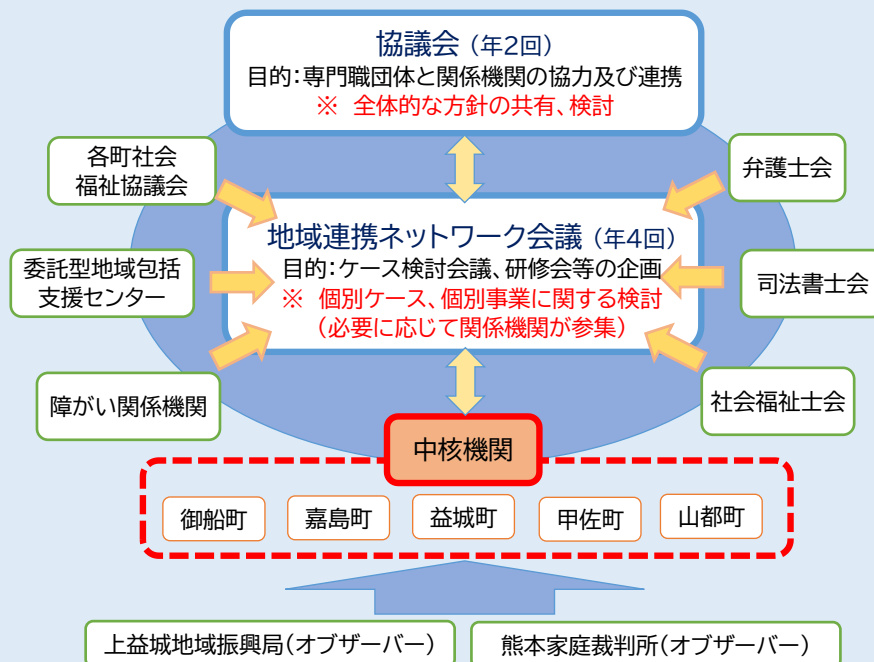 協議会（年2回）
目的：専門職団体と関係機関の協力及び連携
※ 全体的な方針の共有、検討
各町社会
福祉協議会
弁護士会
地域連携ネットワーク会議（年4回）
目的：ケース検討会議、研修会等の企画
※ 個別ケース、個別事業に関する検討
（必要に応じて関係機関が参集）
委託型地域包括
支援センター
司法書士会
障がい関係機関
社会福祉士会
中核機関
御船町
嘉島町
益城町
甲佐町
山都町
上益城地域振興局（オブザーバー）
熊本家庭裁判所（オブザーバー）